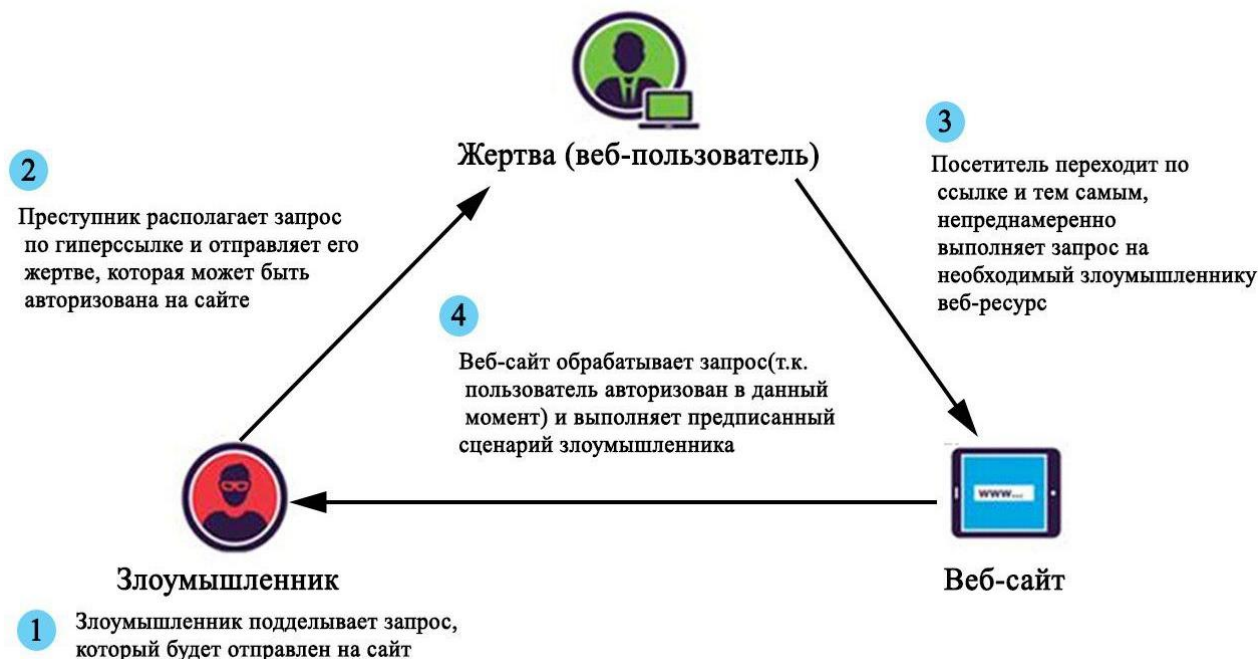 Жертва (веб-пользователь)
2
Преступник располагает запрос
по гиперссылке и отправляет его
жертве, которая может быть
авторизована на сайте
3
Посетитель переходит по
ссылке и тем самым,
непреднамеренно
выполняет запрос на
необходимый злоумышленнику
веб-ресурс
4
Веб-сайт обрабатывает запрос(т.к.
пользователь авторизован в данный
момент) и выполняет предписанный
сценарий злоумышленника
www...
Злоумышленник
Веб-сайт
1
Злоумышленник подделывает запрос,
который будет отправлен на сайт